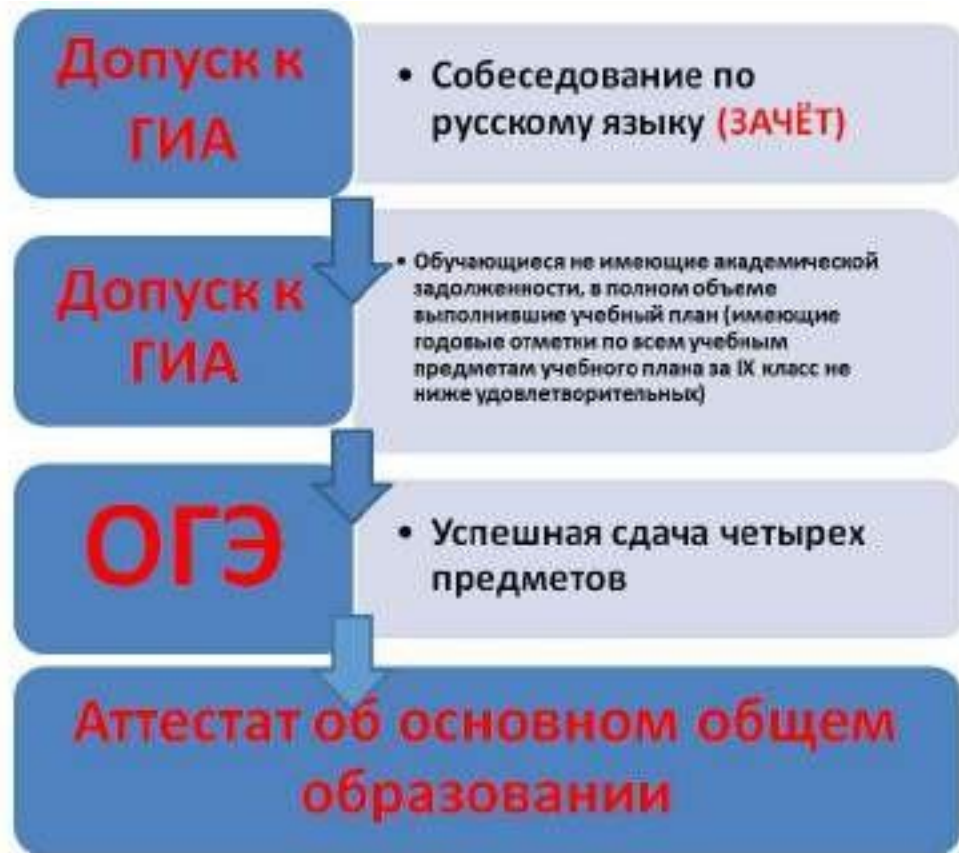 Допуск к
ГИА
• Собеседование по
русскому языку (ЗАЧЁТ)
Допуск к
ГИА
• Обучающиеся не имеющие академической
задолженности, в полном объеме
выполнившие учебный план (имеющие
годовые отметки по всем учебным
предметам учебного плана за IX класс не
ниже удовлетворительных)
ОГЭ
• Успешная сдача четырех
предметов
Аттестат об основном общем
образовании